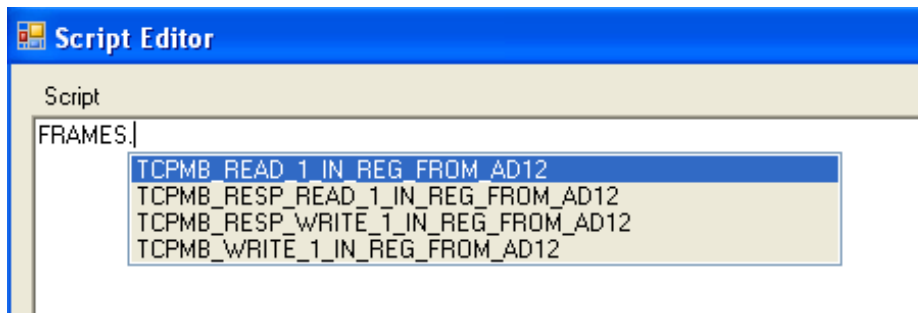 Script Editor
Script
FRAMES.
TCPMB_READ_1_IN_REG_FROM_AD12
TCPMB_RESP_READ_1_IN_REG_FROM_AD12
TCPMB_RESP_WRITE_1_IN_REG_FROM_AD12
TCPMB_WRITE_1_IN_REG_FROM_AD12